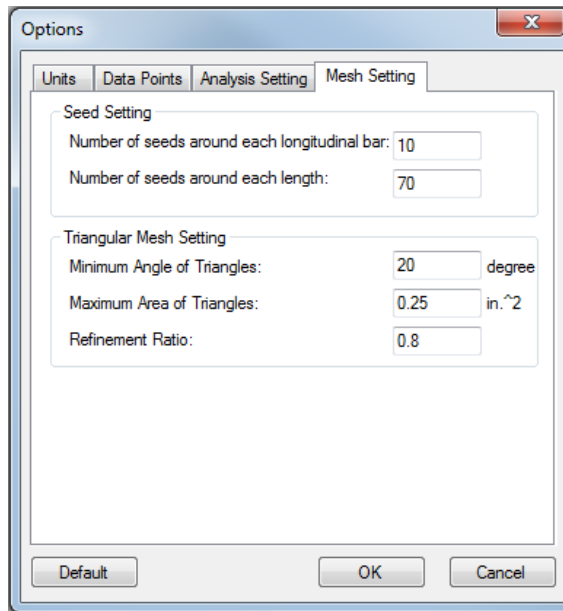 Options
Units Data Points Analysis Setting Mesh Setting
Seed Setting
Number of seeds around each longitudinal bar: 10
Number of seeds around each length: 70
Triangular Mesh Setting
Minimum Angle of Triangles: 20 degree
Maximum Area of Triangles: 0.25 in.^2
Refinement Ratio: 0.8
Default OK Cancel